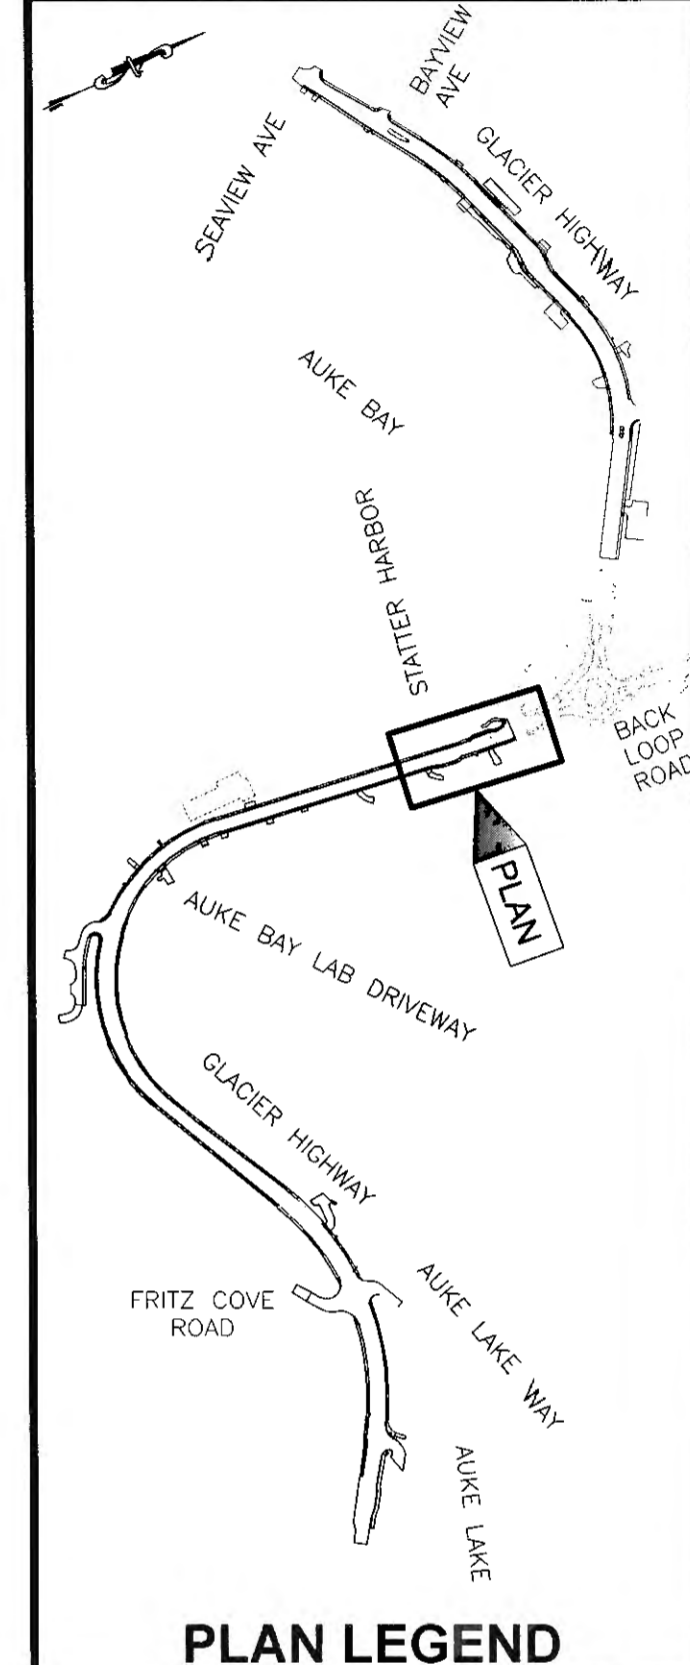 BAYVIEW
AVE
SEAVIEW AVE
GLACIER HIGHWAY
AUKE BAY
STATTER HARBOR
BACK
LOOP
ROAD
PLAN
AUKE BAY LAB DRIVEWAY
GLACIER HIGHWAY
FRITZ COVE
ROAD
AUKE LAKE WAY
AUKE LAKE
PLAN LEGEND